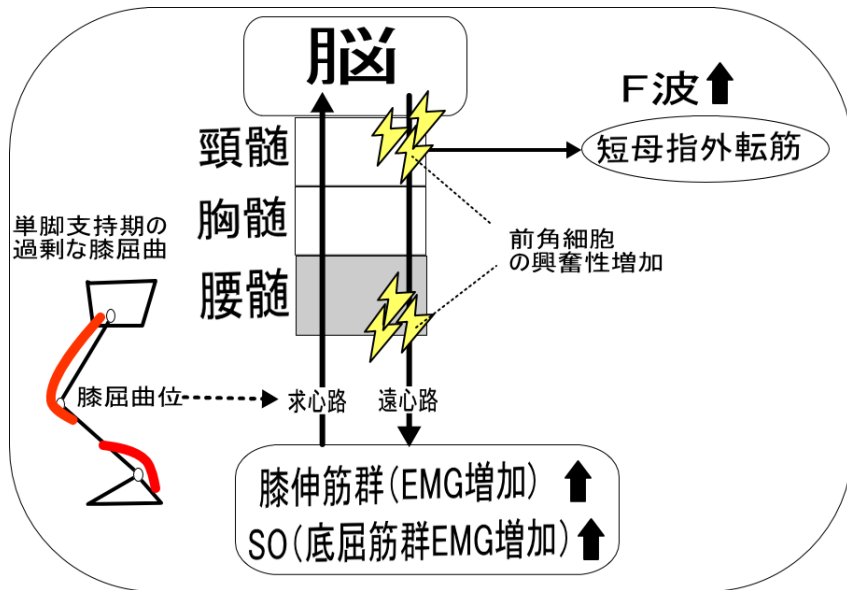 脳
F波
頸髄
短母指外転筋
胸髄
単脚支持期の
過剰な膝屈曲
前角細胞
の興奮性増加
腰髄
膝屈曲位
求心路
遠心路
膝伸筋群(EMG増加)
SO(底屈筋群EMG増加)